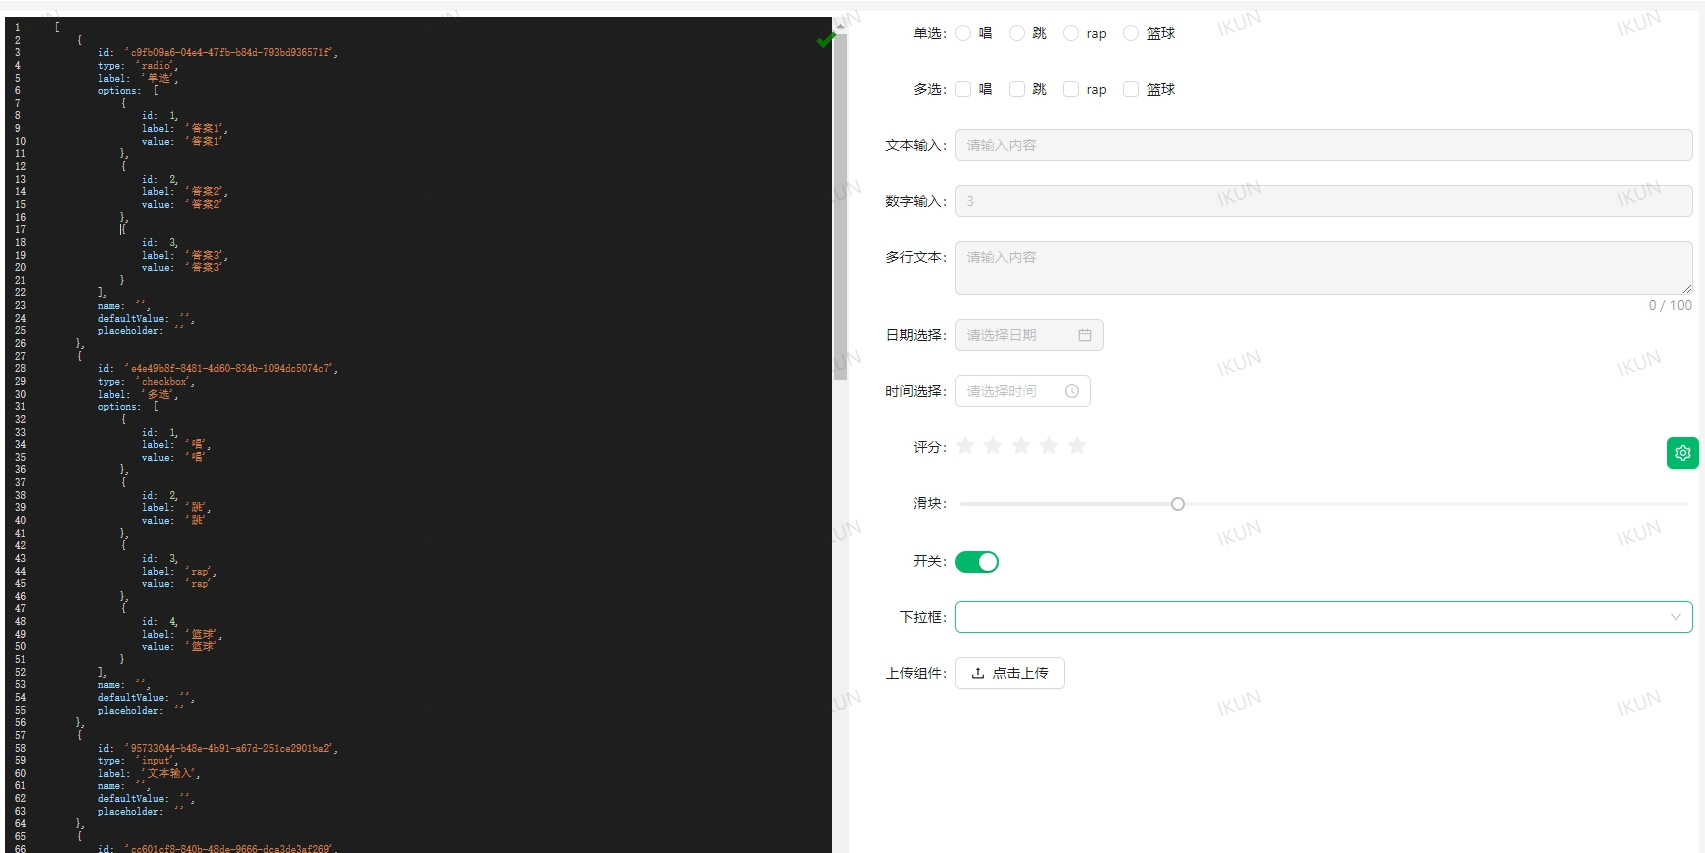 1 [
2 {
3 id: 'c9fb09a6-04e4-47fb-b84d-793bd936571f',
4 type: 'radio',
5 label: '单选',
6 options: [
7 {
8 id: 1,
9 label: '答案1',
10 value: '答案1'
11 },
12 {
13 id: 2,
14 label: '答案2',
15 value: '答案2'
16 },
17 {
18 id: 3,
19 label: '答案3',
20 value: '答案3'
21 }
22 ],
23 name: '',
24 defaultValue: '',
25 placeholder: ''
26 },
27 {
28 id: 'e4e49b8f-8481-4d60-834b-1094dc5074c7',
29 type: 'checkbox',
30 label: '多选',
31 options: [
32 {
33 id: 1,
34 label: '唱',
35 value: '唱'
36 },
37 {
38 id: 2,
39 label: '跳',
40 value: '跳'
41 },
42 {
43 id: 3,
44 label: 'rap',
45 value: 'rap'
46 },
47 {
48 id: 4,
49 label: '篮球',
50 value: '篮球'
51 }
52 ],
53 name: '',
54 defaultValue: '',
55 placeholder: ''
56 },
57 {
58 id: '95733044-b48e-4b91-a67d-251ce2901ba2',
59 type: 'input',
60 label: '文本输入',
61 name: '',
62 defaultValue: '',
63 placeholder: ''
64 },
65 {
66 id: 'cc601cf8-840b-48de-9666-dca3de3af269',
单选: 唱 跳 rap 篮球
多选: 唱 跳 rap 篮球
文本输入: 请输入内容
数字输入: 3
多行文本: 请输入内容
0 / 100
日期选择: 请选择日期
时间选择: 请选择时间
评分:
滑块:
开关:
下拉框:
上传组件: 点击上传
IKUN
IKUN
IKUN
IKUN
IKUN
IKUN
IKUN
IKUN
IKUN
IKUN